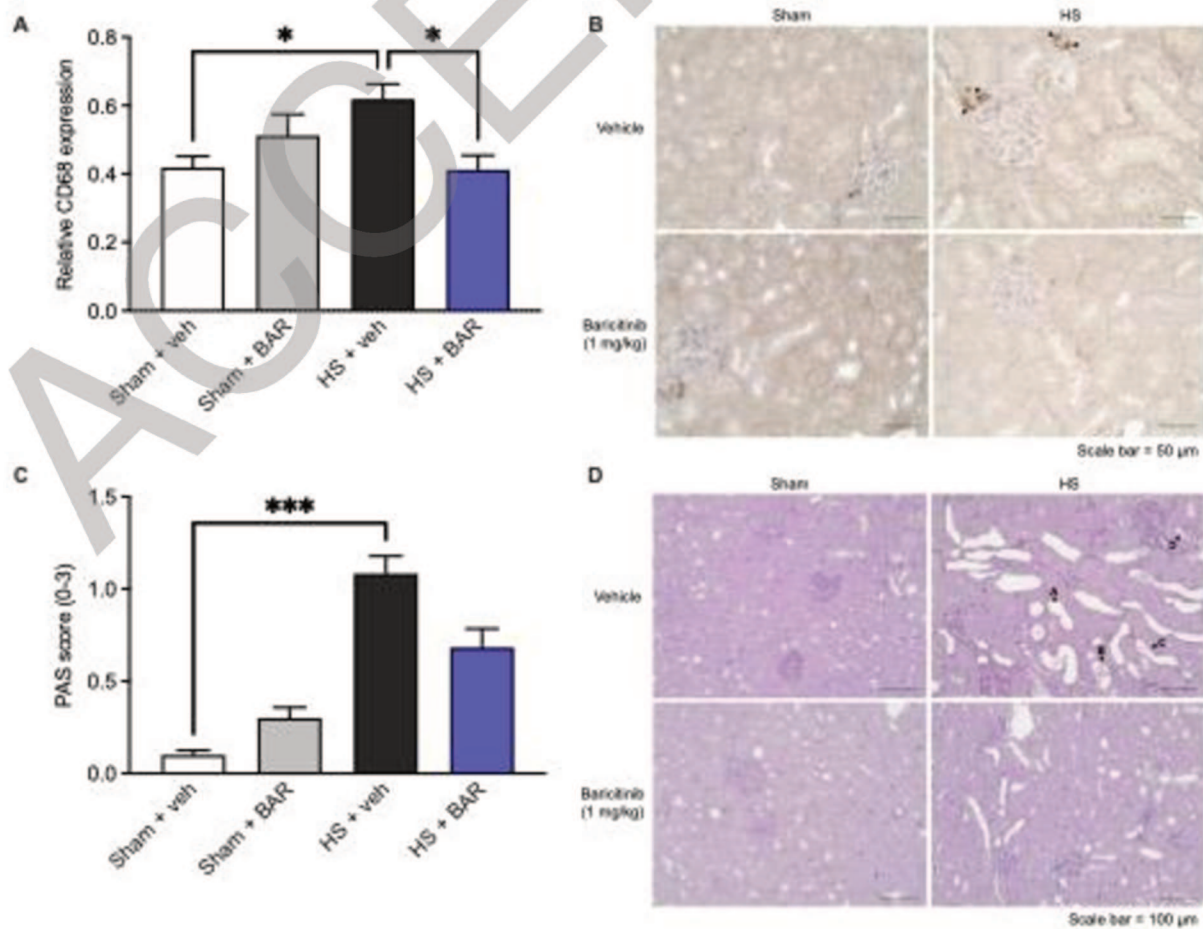 A
Relative CD68 expression
0.8
0.6
0.4
0.2
0.0
*
*
Sham + veh
Sham + BAR
HS + veh
HS + BAR
B
Sham
HS
Vehicle
Baricitinib
(1 mg/kg)
Scale bar = 50 µm
C
PAS score (0-3)
1.5
1.0
0.5
0.0
***
Sham + veh
Sham + BAR
HS + veh
HS + BAR
D
Sham
HS
Vehicle
A
B
C
Baricitinib
(1 mg/kg)
Scale bar = 100 µm
ACCE